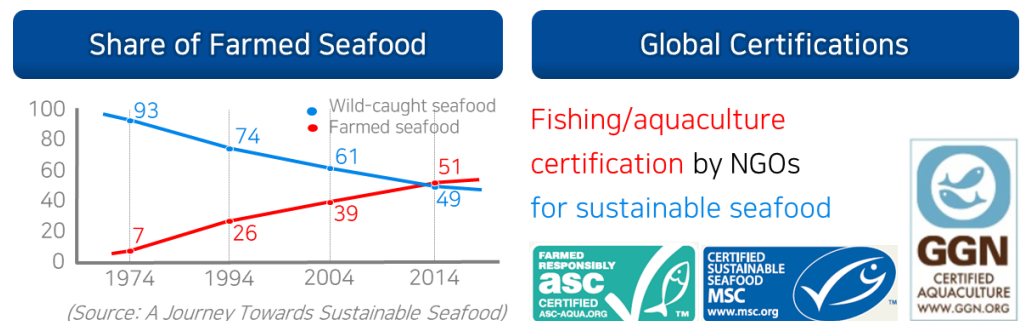 Share of Farmed Seafood
100
80
60
40
20
0
Wild-caught seafood
Farmed seafood
93
74
61
51
49
7
26
39
1974 1994 2004 2014
(Source: A Journey Towards Sustainable Seafood)
Global Certifications
Fishing/aquaculture
certification by NGOs
for sustainable seafood
FARMED
RESPONSIBLY
asc
CERTIFIED
ASC-AQUA.ORG
TM
CERTIFIED
SUSTAINABLE
SEAFOOD
MSC
www.msc.org
TM
GGN
CERTIFIED
AQUACULTURE
WWW.GGN.ORG